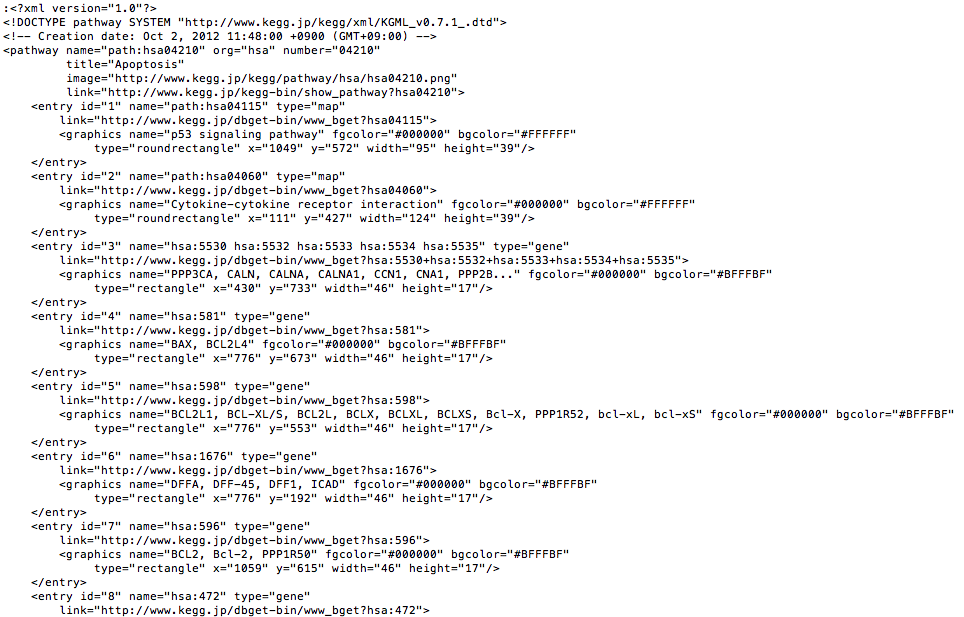 :<?xml version="1.0"?>
<!DOCTYPE pathway SYSTEM "http://www.kegg.jp/kegg/xml/KGML_v0.7.1_.dtd">
<!-- Creation date: Oct 2, 2012 11:48:00 +0900 (GMT+09:00) -->
<pathway name="path:hsa04210" org="hsa" number="04210"
         title="Apoptosis"
         image="http://www.kegg.jp/kegg/pathway/hsa/hsa04210.png"
         link="http://www.kegg.jp/kegg-bin/show_pathway?hsa04210">
    <entry id="1" name="path:hsa04115" type="map"
        link="http://www.kegg.jp/dbget-bin/www_bget?hsa04115">
        <graphics name="p53 signaling pathway" fgcolor="#000000" bgcolor="#FFFFFF"
             type="roundrectangle" x="1049" y="572" width="95" height="39"/>
    </entry>
    <entry id="2" name="path:hsa04060" type="map"
        link="http://www.kegg.jp/dbget-bin/www_bget?hsa04060">
        <graphics name="Cytokine-cytokine receptor interaction" fgcolor="#000000" bgcolor="#FFFFFF"
             type="roundrectangle" x="111" y="427" width="124" height="39"/>
    </entry>
    <entry id="3" name="hsa:5530 hsa:5532 hsa:5533 hsa:5534 hsa:5535" type="gene"
        link="http://www.kegg.jp/dbget-bin/www_bget?hsa:5530+hsa:5532+hsa:5533+hsa:5534+hsa:5535">
        <graphics name="PPP3CA, CALN, CALNA, CALNA1, CCN1, CNA1, PPP2B..." fgcolor="#000000" bgcolor="#BFFFBF"
             type="rectangle" x="430" y="733" width="46" height="17"/>
    </entry>
    <entry id="4" name="hsa:581" type="gene"
        link="http://www.kegg.jp/dbget-bin/www_bget?hsa:581">
        <graphics name="BAX, BCL2L4" fgcolor="#000000" bgcolor="#BFFFBF"
             type="rectangle" x="776" y="673" width="46" height="17"/>
    </entry>
    <entry id="5" name="hsa:598" type="gene"
        link="http://www.kegg.jp/dbget-bin/www_bget?hsa:598">
        <graphics name="BCL2L1, BCL-XL/S, BCL2L, BCLX, BCLXL, BCLXS, Bcl-X, PPP1R52, bcl-xL, bcl-xS" fgcolor="#000000" bgcolor="#BFFFBF"
             type="rectangle" x="776" y="553" width="46" height="17"/>
    </entry>
    <entry id="6" name="hsa:1676" type="gene"
        link="http://www.kegg.jp/dbget-bin/www_bget?hsa:1676">
        <graphics name="DFFA, DFF-45, DFF1, ICAD" fgcolor="#000000" bgcolor="#BFFFBF"
             type="rectangle" x="776" y="192" width="46" height="17"/>
    </entry>
    <entry id="7" name="hsa:596" type="gene"
        link="http://www.kegg.jp/dbget-bin/www_bget?hsa:596">
        <graphics name="BCL2, Bcl-2, PPP1R50" fgcolor="#000000" bgcolor="#BFFFBF"
             type="rectangle" x="1059" y="615" width="46" height="17"/>
    </entry>
    <entry id="8" name="hsa:472" type="gene"
        link="http://www.kegg.jp/dbget-bin/www_bget?hsa:472">